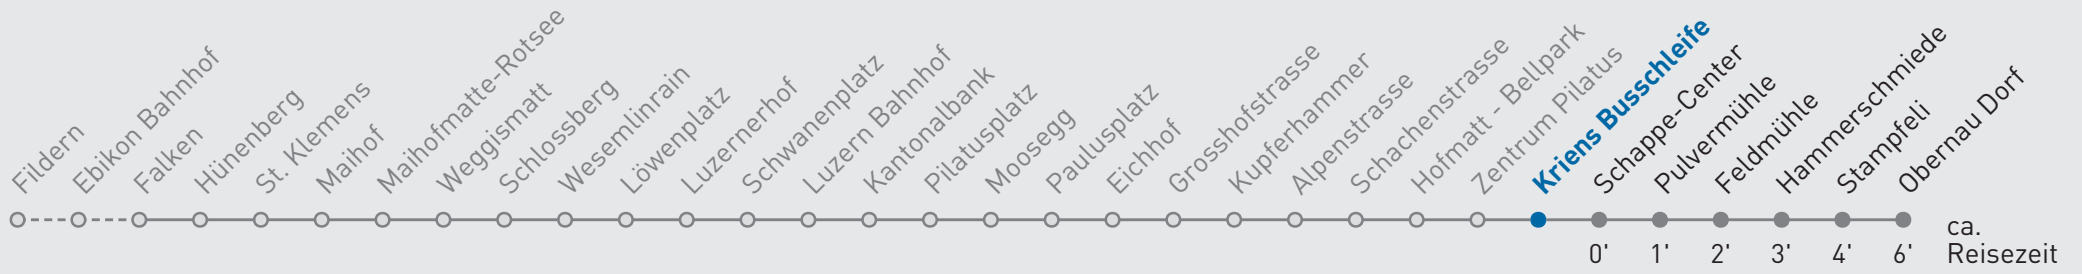 Fildern
Ebikon Bahnhof
Falken
Hünenberg
St. Klemens
Maihof
Maihofmatte-Rotsee
Weggismatt
Schlossberg
Wesemlinrain
Löwenplatz
Luzernerhof
Schwanenplatz
Luzern Bahnhof
Kantonalbank
Pilatusplatz
Moosegg
Paulusplatz
Eichhof
Grosshofstrasse
Kupferhammer
Alpenstrasse
Schachenstrasse
Hofmatt - Bellpark
Zentrum Pilatus
Kriens Busschleife
Schappe-Center
Pulvermühle
Feldmühle
Hammerschmiede
Stampfeli
Obernau Dorf
0' 1' 2' 3' 4' 6'
ca.
Reisezeit